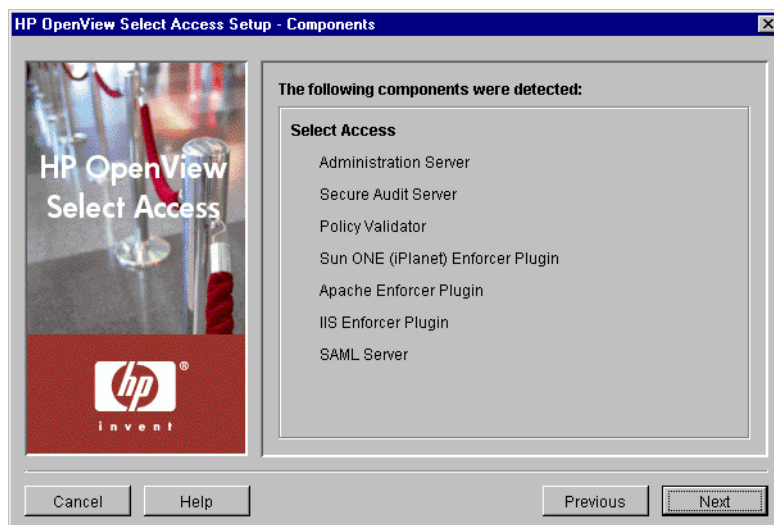 HP OpenView Select Access Setup - Components
HP OpenView
Select Access
hp
®
invent
The following components were detected:
Select Access
Administration Server
Secure Audit Server
Policy Validator
Sun ONE (iPlanet) Enforcer Plugin
Apache Enforcer Plugin
IIS Enforcer Plugin
SAML Server
Cancel
Help
Previous
Next